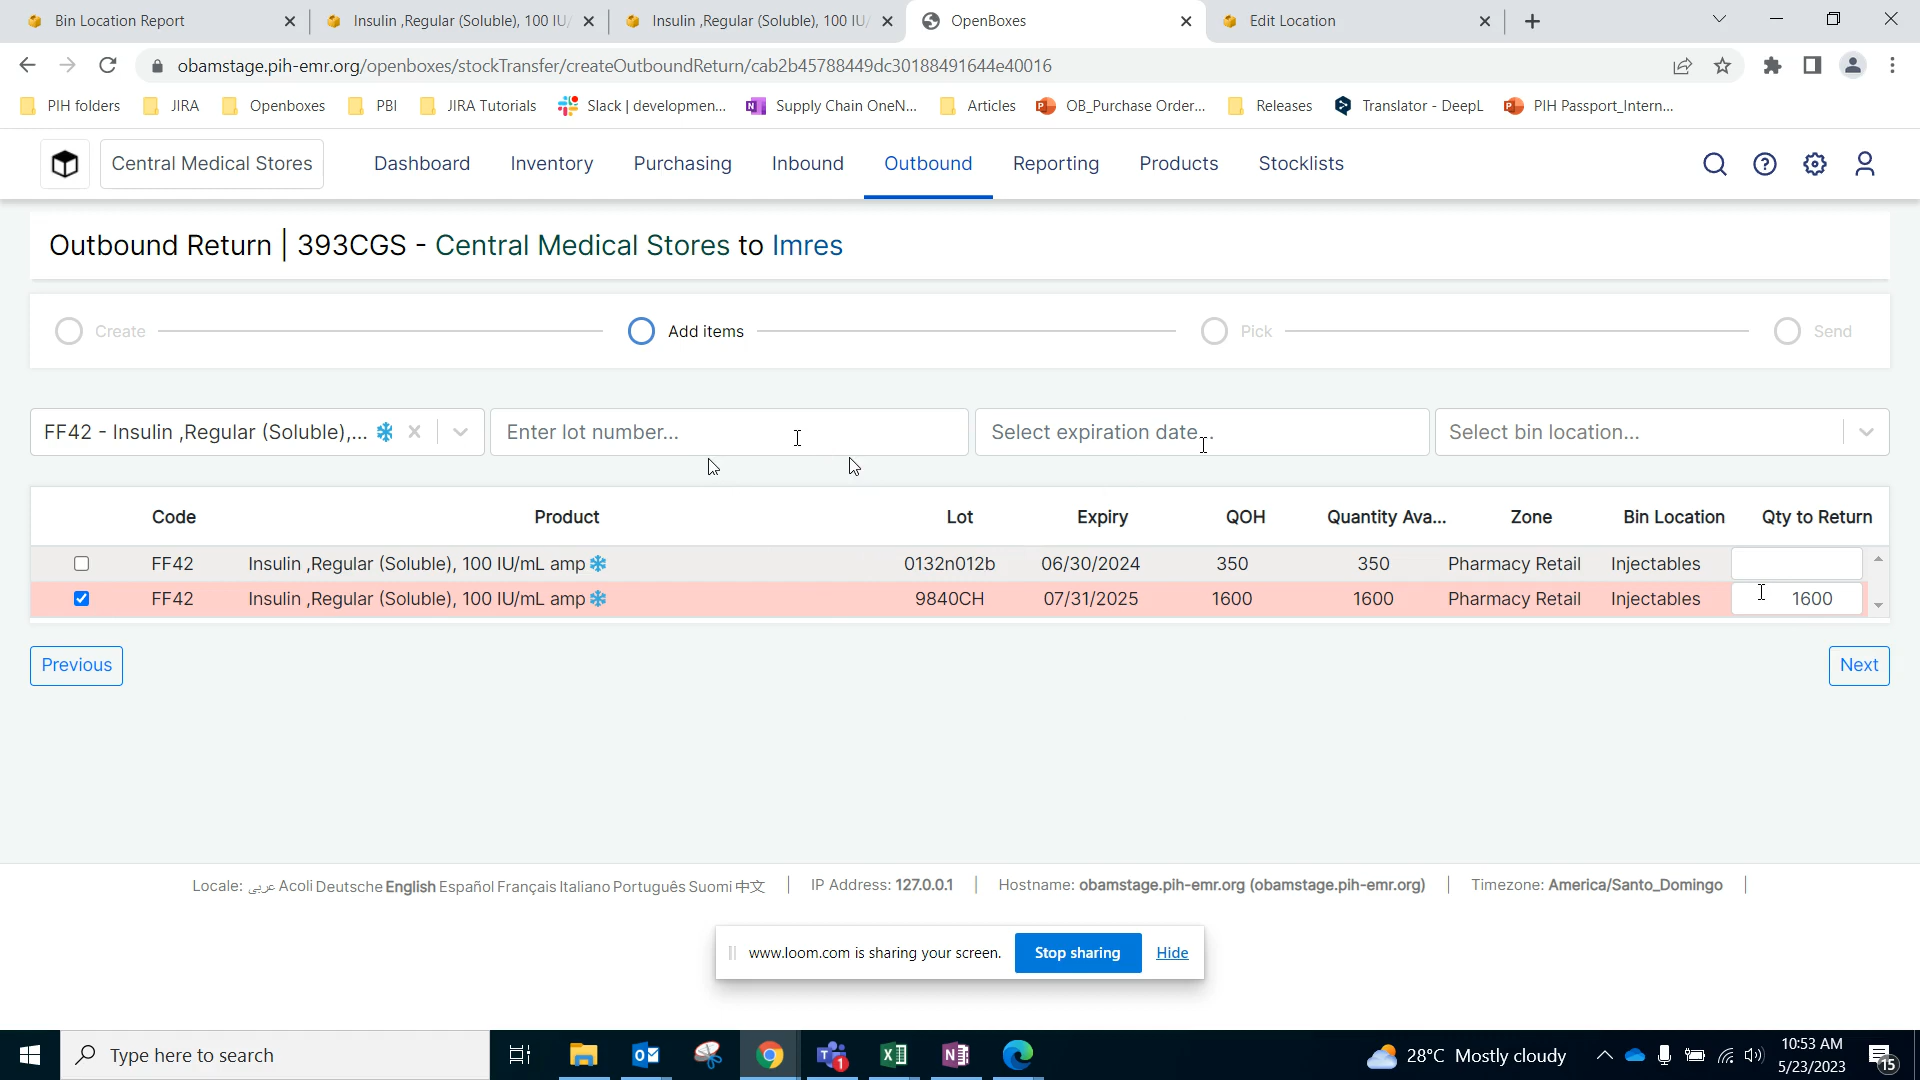 Bin Location Report
Insulin ,Regular (Soluble), 100 IU/
Insulin ,Regular (Soluble), 100 IU/
OpenBoxes
Edit Location
obamstage.pih-emr.org/openboxes/stockTransfer/createOutboundReturn/cab2b45788449dc30188491644e40016
PIH folders
JIRA
Openboxes
PBI
JIRA Tutorials
Slack | developmen...
Supply Chain OneN...
Articles
OB_Purchase Order...
Releases
Translator - DeepL
PIH Passport_Intern...
Central Medical Stores
Dashboard
Inventory
Purchasing
Inbound
Outbound
Reporting
Products
Stocklists
Outbound Return | 393CGS - Central Medical Stores to Imres
Create
Add items
Pick
Send
FF42 - Insulin ,Regular (Soluble),...
Enter lot number...
Select expiration date...
Select bin location...
Code Product Lot Expiry QOH Quantity Ava... Zone Bin Location Qty to Return
FF42 Insulin ,Regular (Soluble), 100 IU/mL amp 0132n012b 06/30/2024 350 350 Pharmacy Retail Injectables
FF42 Insulin ,Regular (Soluble), 100 IU/mL amp 9840CH 07/31/2025 1600 1600 Pharmacy Retail Injectables 1600
Previous
Next
Locale: عربى Acoli Deutsche English Español Français Italiano Português Suomi 中文 | IP Address: 127.0.0.1 | Hostname: obamstage.pih-emr.org (obamstage.pih-emr.org) | Timezone: America/Santo_Domingo |
www.loom.com is sharing your screen.
Stop sharing
Hide
Type here to search
1
28°C Mostly cloudy
10:53 AM
5/23/2023
15